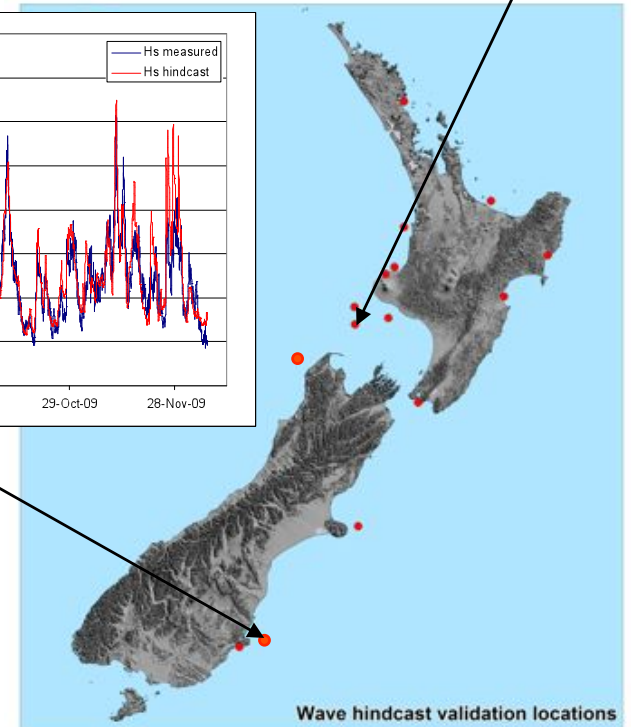 Hs measured
Hs hindcast
29-Oct-09 28-Nov-09
Wave hindcast validation locations